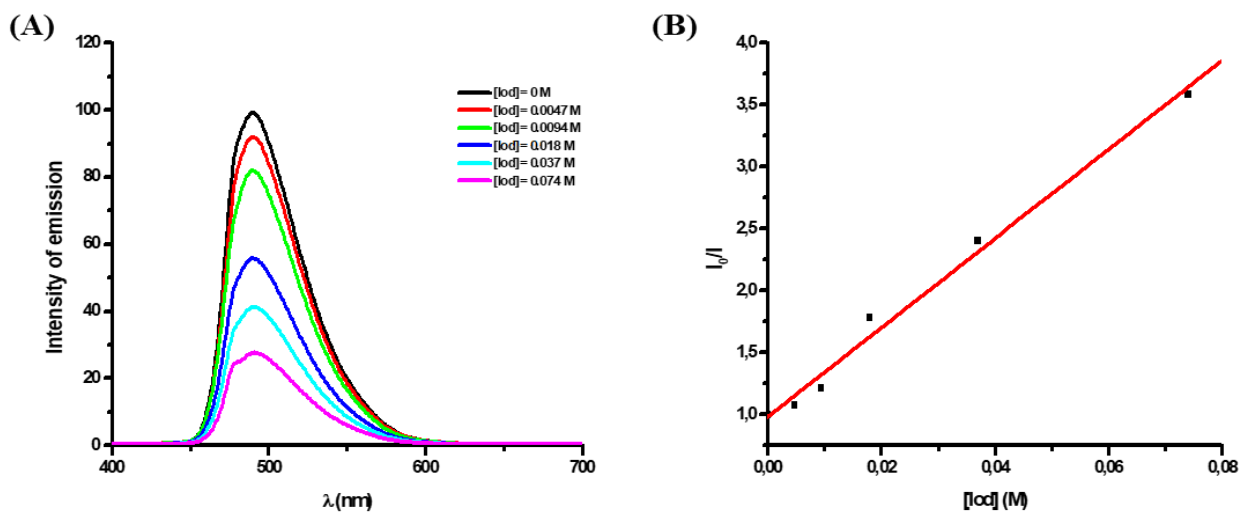 (A)
120
100
80
60
40
20
0
400
500
600
700
Intensity of emission
λ(nm)
[Iod]= 0 M
[Iod]= 0.0047 M
[Iod]= 0.0094 M
[Iod]= 0.018 M
[Iod]= 0.037 M
[Iod]= 0.074 M
(B)
4,0
3,5
3,0
2,5
2,0
1,5
1,0
0,00
0,02
0,04
0,06
0,08
I₀/I
[Iod] (M)